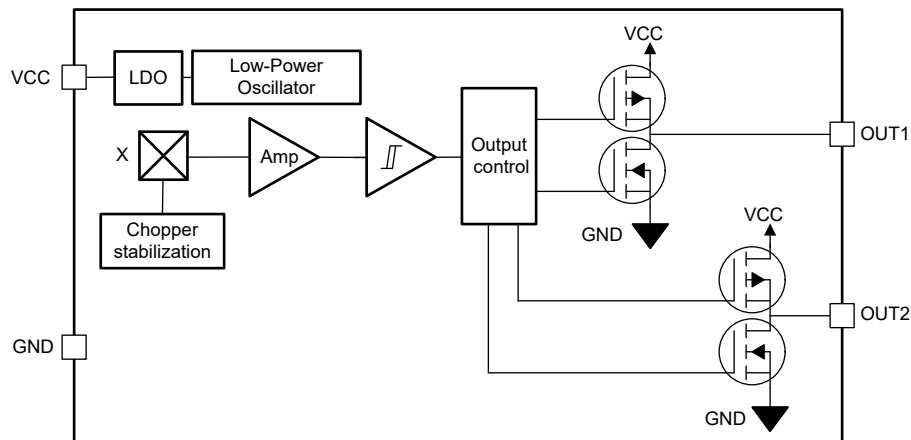 VCC
VCC
LDO
Low-Power
Oscillator
OUT1
X
Amp
Output
control
Chopper
stabilization
GND
VCC
OUT2
GND
GND